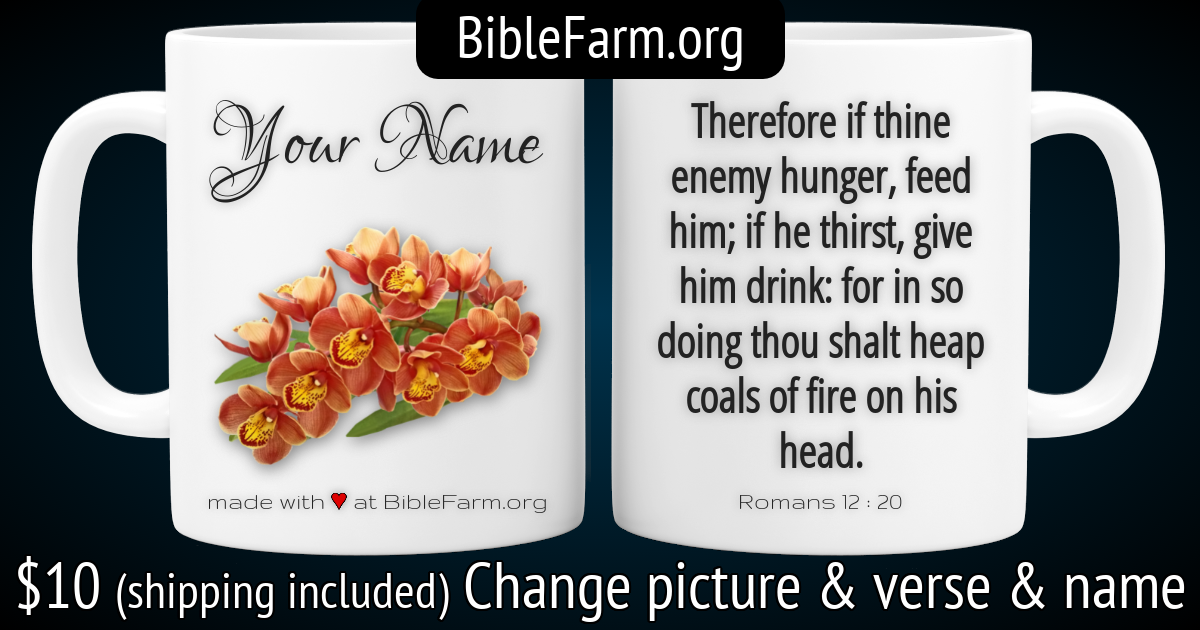 BibleFarm.org
Your Name
made with ♥ at BibleFarm.org
Therefore if thine
enemy hunger, feed
him; if he thirst, give
him drink: for in so
doing thou shalt heap
coals of fire on his
head.
Romans 12 : 20
$10 (shipping included) Change picture & verse & name